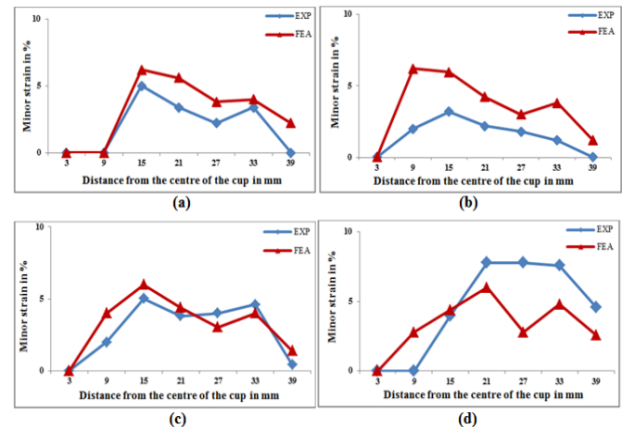 10
EXP
FEA
Minor strain in %
5
0
3 9 15 21 27 33 39
Distance from the centre of the cup in mm
(a)
10
EXP
FEA
Minor strain in %
5
0
3 9 15 21 27 33 39
Distance from the centre of the cup in mm
(b)
10
EXP
FEA
Minor strain in %
5
0
3 9 15 21 27 33 39
Distance from the centre of the cup in mm
(c)
10
EXP
FEA
Minor strain in %
5
0
3 9 15 21 27 33 39
Distance from the centre of the cup in mm
(d)